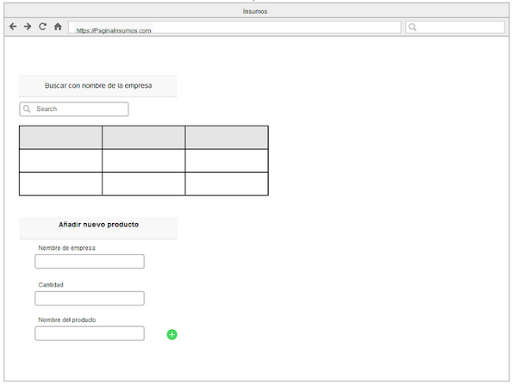 Insumos
https://PaginaInsumos.com
Buscar con nombre de la empresa
Search
Añadir nuevo producto
Nombre de empresa
Cantidad
Nombre del producto